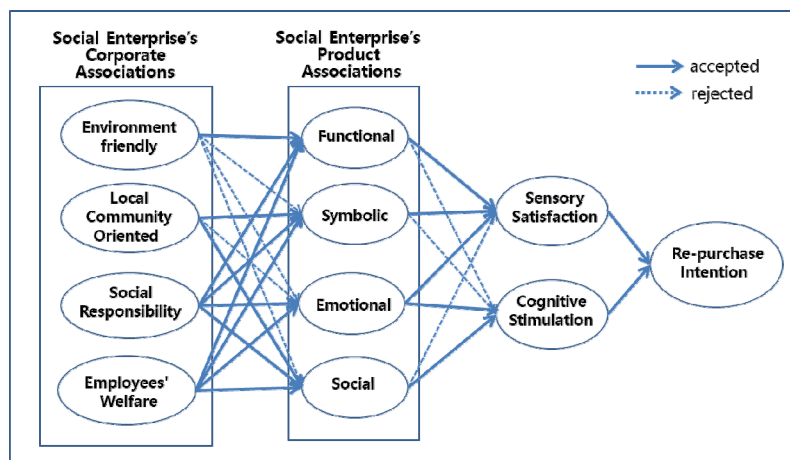 Social Enterprise's
Corporate
Associations
Social Enterprise's
Product
Associations
accepted
rejected
Environment
friendly
Local
Community
Oriented
Social
Responsibility
Employees'
Welfare
Functional
Symbolic
Emotional
Social
Sensory
Satisfaction
Cognitive
Stimulation
Re-purchase
Intention